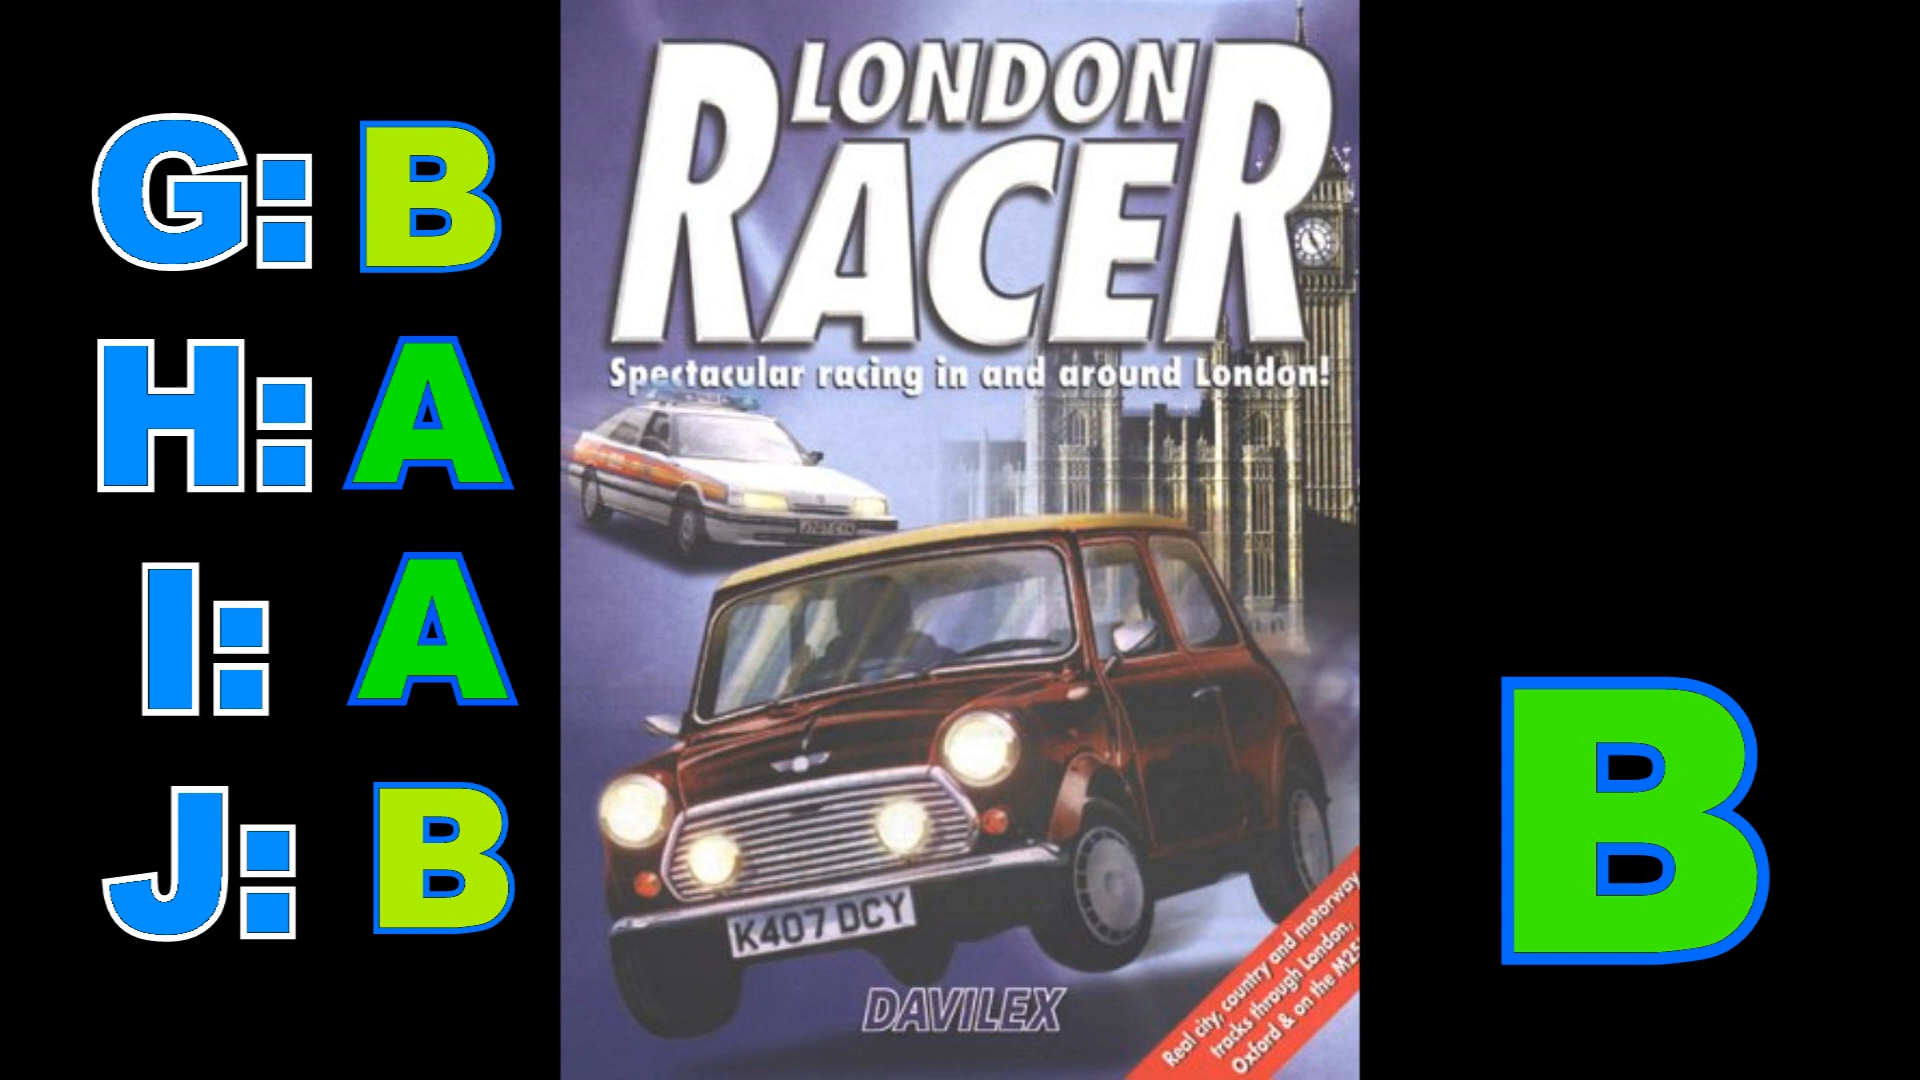 G: B
H: A
I: A
J: B
LONDON
RACER
Spectacular racing in and around London!
K407 DCY
DAVILEX
Real city, country and motorway
tracks through London,
Oxford & on the M25!
B